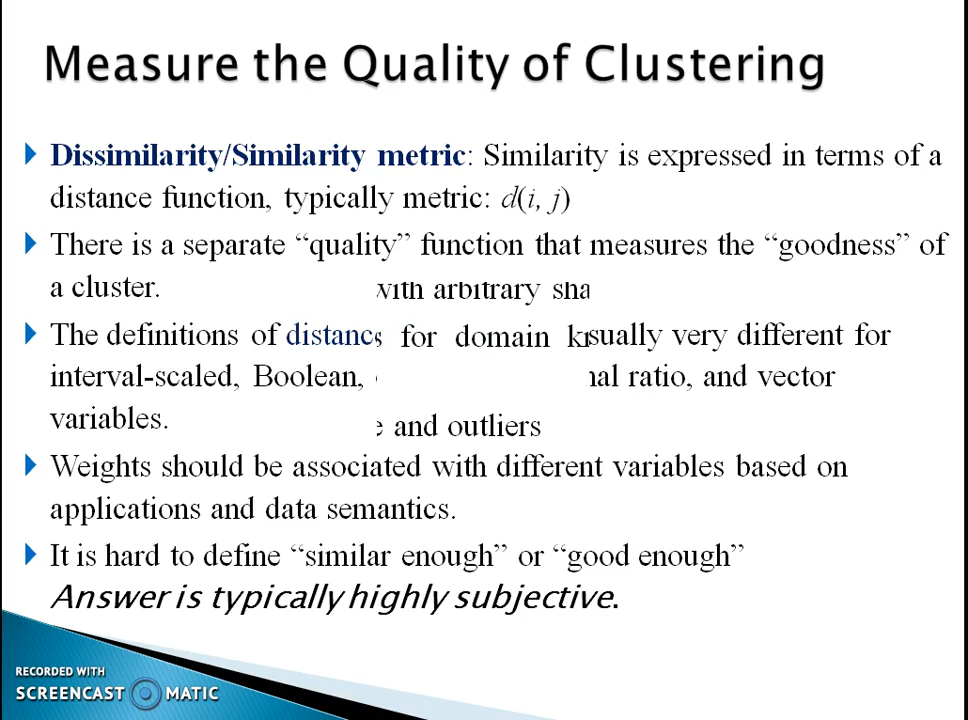 Measure the Quality of Clustering
Dissimilarity/Similarity metric: Similarity is expressed in terms of a
distance function, typically metric: d(i, j)
There is a separate “quality” function that measures the “goodness” of
a cluster. with arbitrary sha
The definitions of distanc s for domain kr sually very different for
interval-scaled, Boolean, nal ratio, and vector
variables. e and outliers
Weights should be associated with different variables based on
applications and data semantics.
It is hard to define “similar enough” or “good enough”
Answer is typically highly subjective.
RECORDED WITH
SCREENCAST MATIC